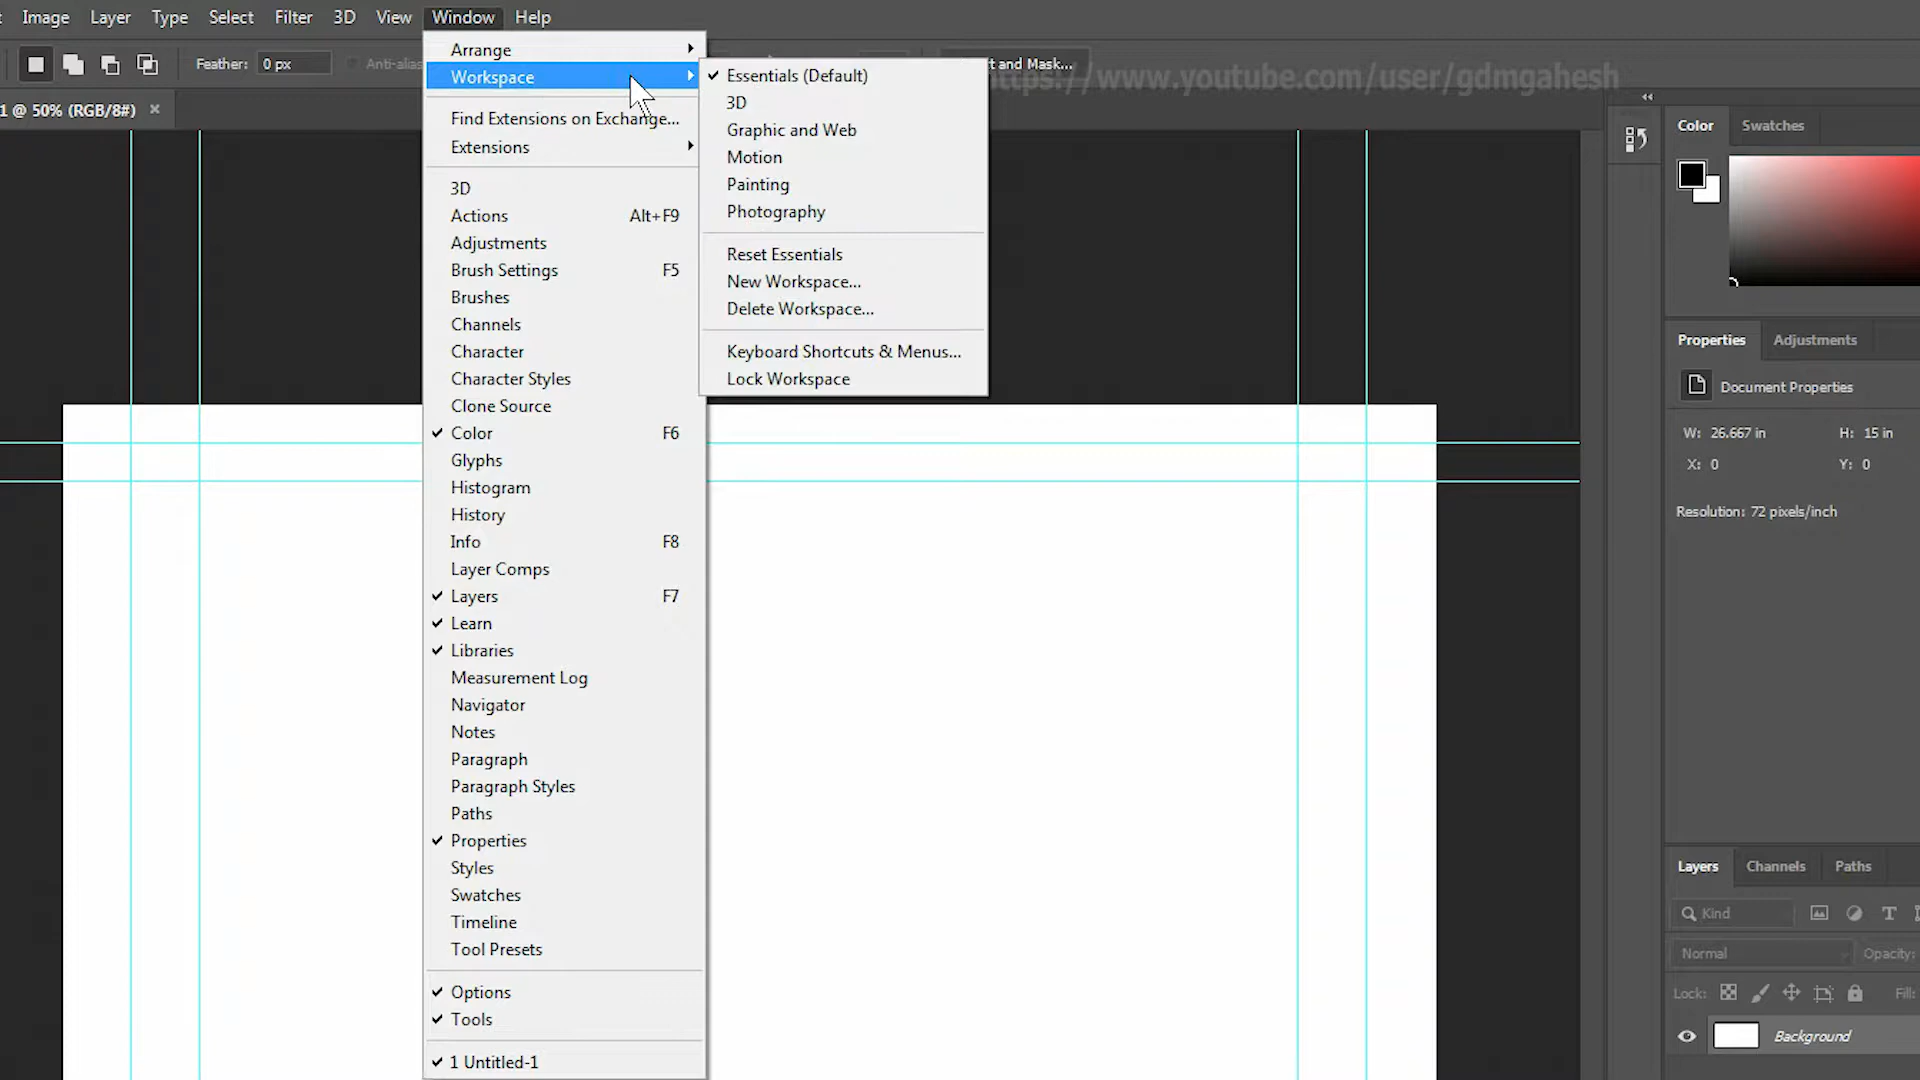 Image Layer Type Select Filter 3D View Window Help
Feather: 0 px Anti-alias
t and Mask...
https://www.youtube.com/user/gdmgahesh
1 @ 50% (RGB/8#) ×
Arrange
Workspace
Find Extensions on Exchange...
Extensions
3D
Actions Alt+F9
Adjustments
Brush Settings F5
Brushes
Channels
Character
Character Styles
Clone Source
Color F6
Glyphs
Histogram
History
Info F8
Layer Comps
Layers F7
Learn
Libraries
Measurement Log
Navigator
Notes
Paragraph
Paragraph Styles
Paths
Properties
Styles
Swatches
Timeline
Tool Presets
Options
Tools
1 Untitled-1
Essentials (Default)
3D
Graphic and Web
Motion
Painting
Photography
Reset Essentials
New Workspace...
Delete Workspace...
Keyboard Shortcuts & Menus...
Lock Workspace
Color Swatches
Properties Adjustments
Document Properties
W: 26.667 in H: 15 in
X: 0 Y: 0
Resolution: 72 pixels/inch
Layers Channels Paths
Kind
Normal Opacity:
Lock: Fill:
Background